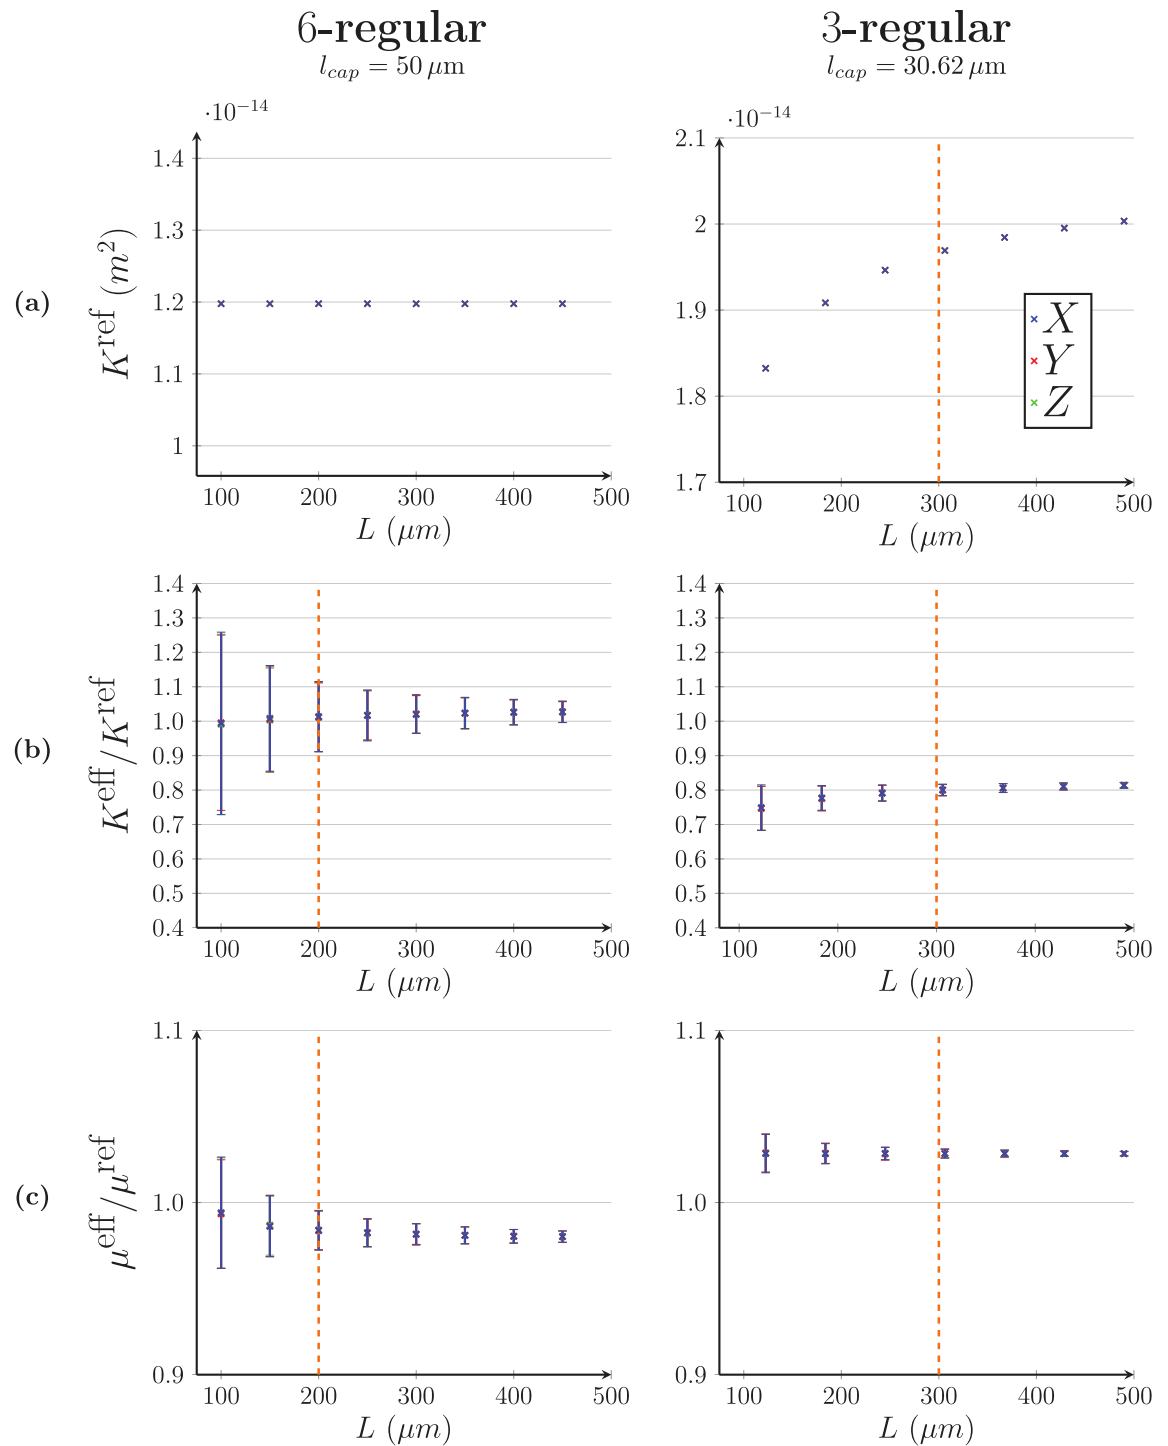 6-regular
l_cap = 50 μm
3-regular
l_cap = 30.62 μm
(a)
K^ref (m²)
·10⁻¹⁴
1.4
1.3
1.2
1.1
1
100 200 300 400 500
L (μm)
·10⁻¹⁴
2.1
2
1.9
1.8
1.7
X
Y
Z
100 200 300 400 500
L (μm)
(b)
K^eff/K^ref
1.4
1.3
1.2
1.1
1.0
0.9
0.8
0.7
0.6
0.5
0.4
100 200 300 400 500
L (μm)
1.4
1.3
1.2
1.1
1.0
0.9
0.8
0.7
0.6
0.5
0.4
100 200 300 400 500
L (μm)
(c)
μ^eff/μ^ref
1.1
1.0
0.9
100 200 300 400 500
L (μm)
1.1
1.0
0.9
100 200 300 400 500
L (μm)